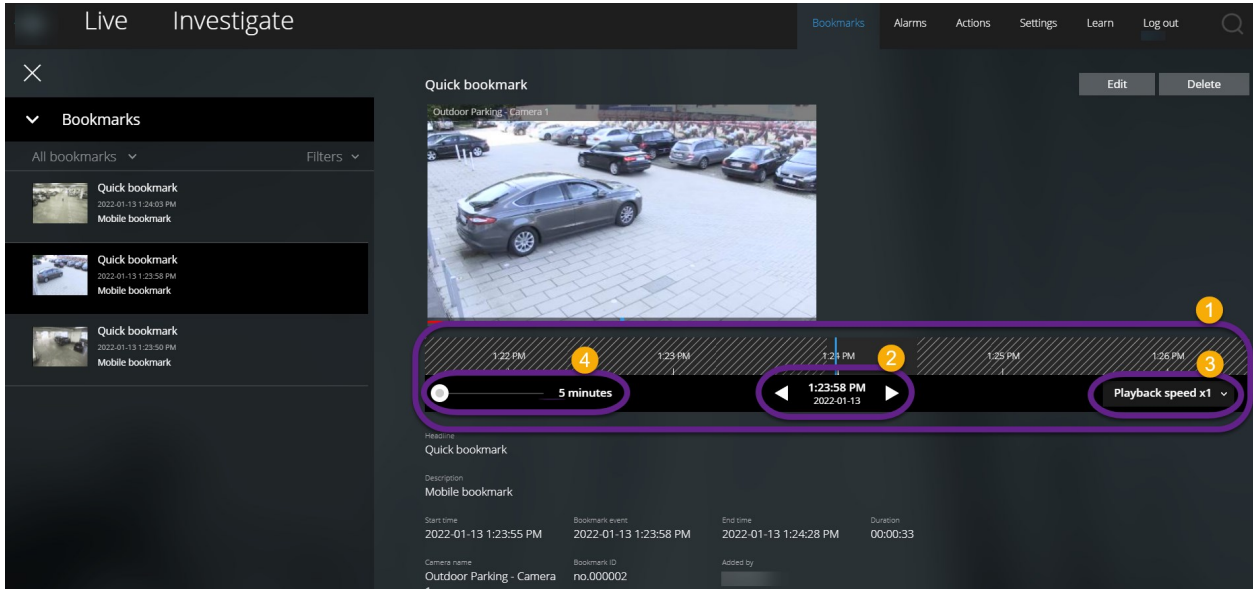 Live Investigate Bookmarks Alarms Actions Settings Learn Log out
Bookmarks
All bookmarks Filters
Quick bookmark
2022-01-13 1:24:03 PM
Mobile bookmark
Quick bookmark
2022-01-13 1:23:58 PM
Mobile bookmark
Quick bookmark
2022-01-13 1:23:50 PM
Mobile bookmark
Quick bookmark
Edit Delete
Outdoor Parking - Camera 1
1
1:22 PM 1:23 PM 1:24 PM 1:25 PM 1:26 PM
4 2 3
5 minutes
1:23:58 PM
2022-01-13
Playback speed x1
Headline
Quick bookmark
Description
Mobile bookmark
Start time Bookmark event End time Duration
2022-01-13 1:23:55 PM 2022-01-13 1:23:58 PM 2022-01-13 1:24:28 PM 00:00:33
Camera name Bookmark ID Added by
Outdoor Parking - Camera no.000002